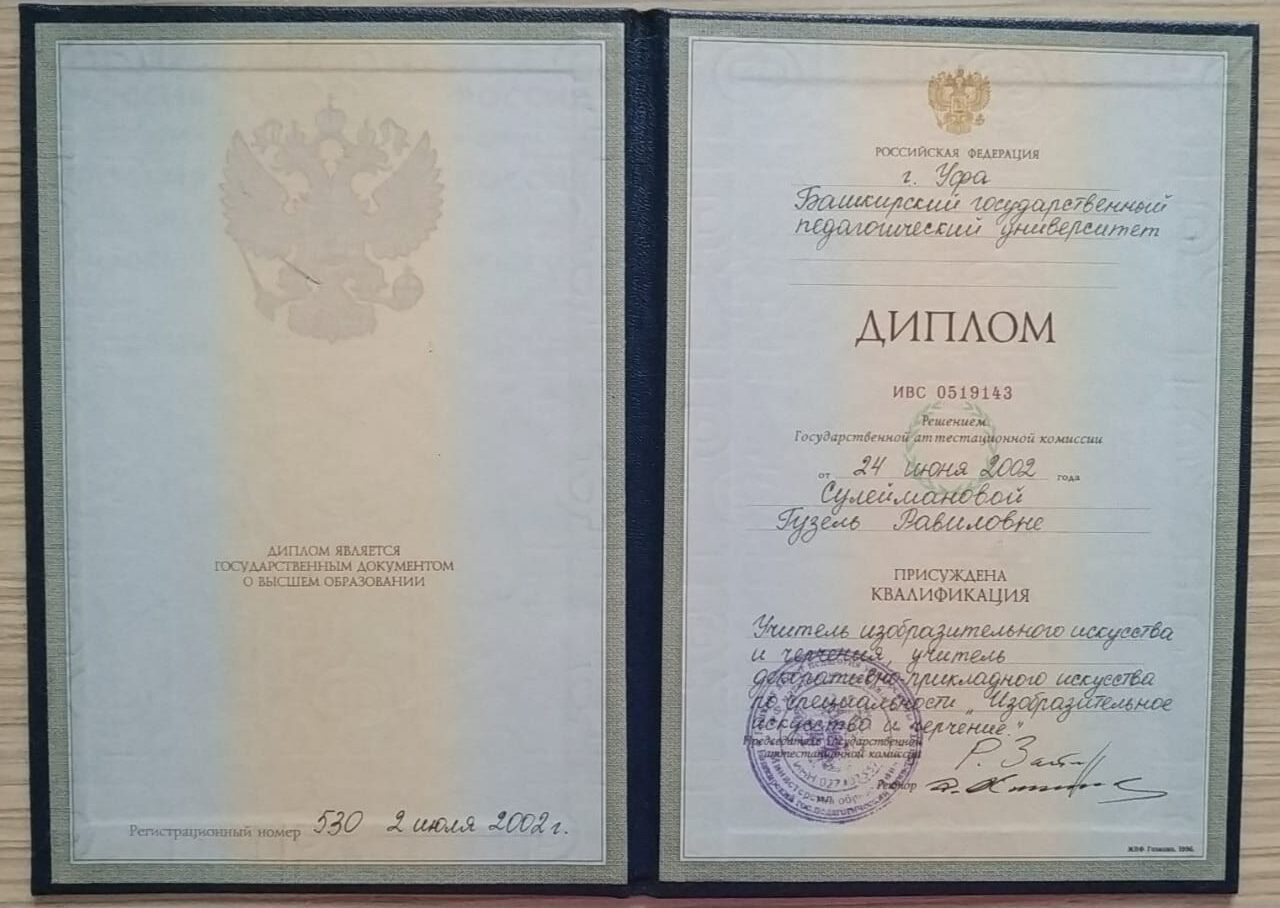 ДИПЛОМ ЯВЛЯЕТСЯ
ГОСУДАРСТВЕННЫМ ДОКУМЕНТОМ
О ВЫСШЕМ ОБРАЗОВАНИИ
Регистрационный номер 530 2 июля 2002 г.
РОССИЙСКАЯ ФЕДЕРАЦИЯ
г. Уфа
Башкирский государственный
педагогический университет
ДИПЛОМ
ИВС 0519143
Решением
Государственной аттестационной комиссии
от 24 июня 2002 года
Сулеймановой
Гузель Равиловне
ПРИСУЖДЕНА
КВАЛИФИКАЦИЯ
Учитель изобразительного искусства
и черчения учитель
декоративно-прикладного искусства
по специальности „Изобразительное
искусство и черчение."
Председатель Государственной
аттестационной комиссии
Ректор